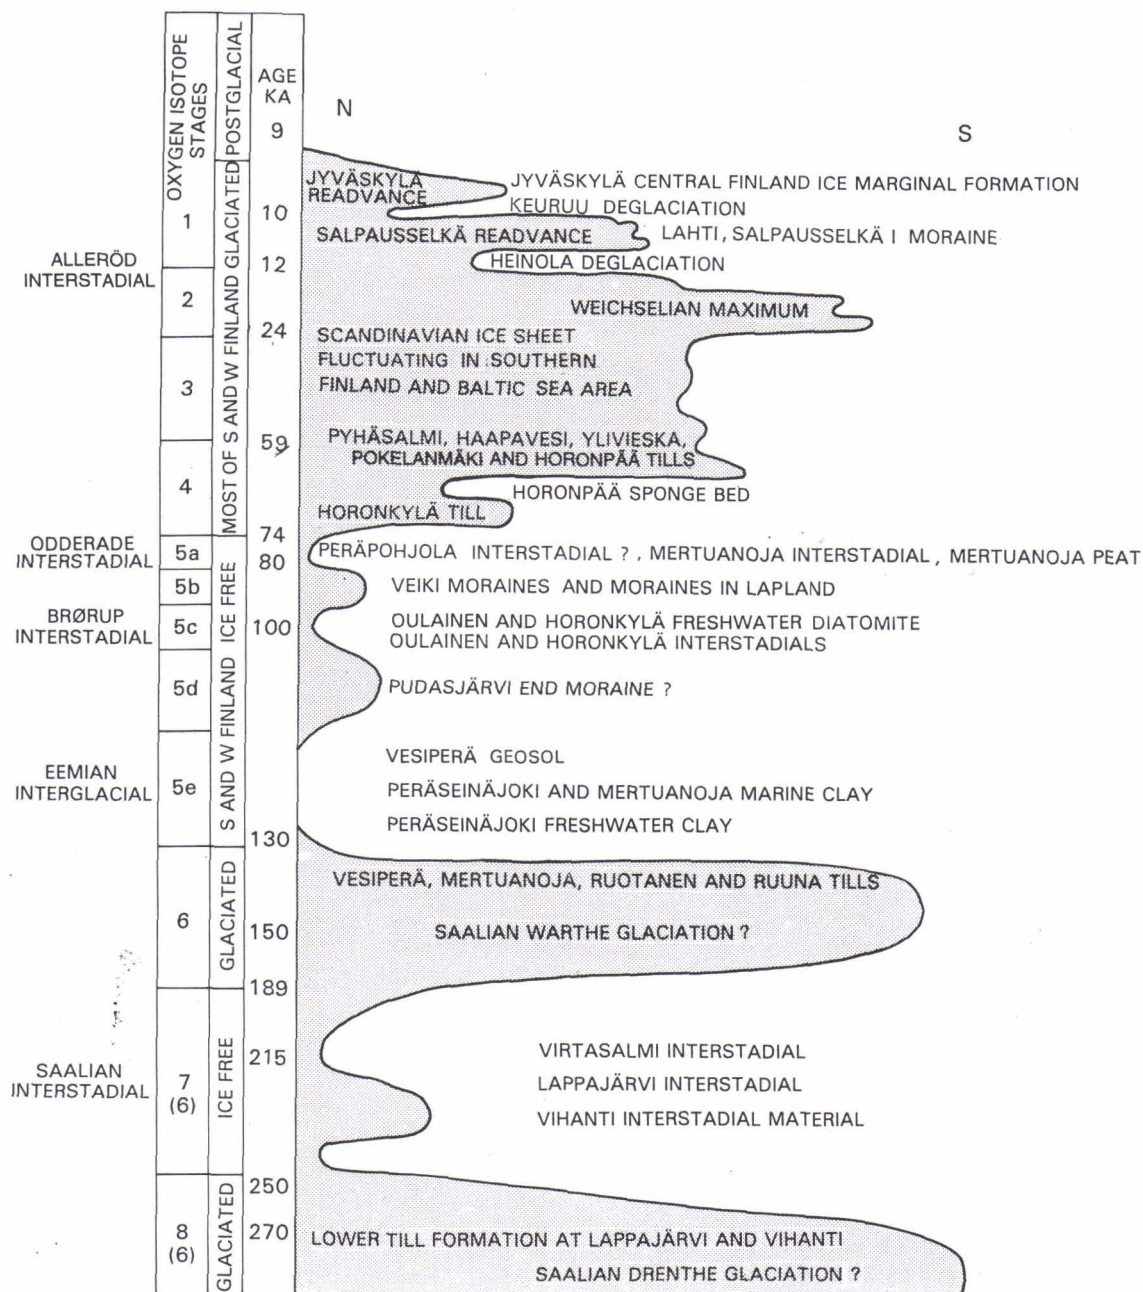 OXYGEN ISOTOPE
STAGES
POSTGLACIAL
AGE
KA
9
N
S
JYVÄSKYLÄ
READVANCE
JYVÄSKYLÄ CENTRAL FINLAND ICE MARGINAL FORMATION
KEURUU DEGLACIATION
1
10
SALPAUSSELKÄ READVANCE
LAHTI, SALPAUSSELKÄ I MORAINE
ALLERÖD
INTERSTADIAL
12
HEINOLA DEGLACIATION
MOST OF S AND W FINLAND GLACIATED
2
WEICHSELIAN MAXIMUM
24
SCANDINAVIAN ICE SHEET
FLUCTUATING IN SOUTHERN
FINLAND AND BALTIC SEA AREA
3
59
PYHÄSALMI, HAAPAVESI, YLIVIESKA,
POKELANMÄKI AND HORONPÄÄ TILLS
4
HORONPÄÄ SPONGE BED
HORONKYLÄ TILL
74
ODDERADE
INTERSTADIAL
5a
80
PERÄPOHJOLA INTERSTADIAL ?, MERTUANOJA INTERSTADIAL, MERTUANOJA PEAT
S AND W FINLAND ICE FREE
5b
VEIKI MORAINES AND MORAINES IN LAPLAND
BRØRUP
INTERSTADIAL
5c
100
OULAINEN AND HORONKYLÄ FRESHWATER DIATOMITE
OULAINEN AND HORONKYLÄ INTERSTADIALS
5d
PUDASJÄRVI END MORAINE ?
EEMIAN
INTERGLACIAL
5e
VESIPERÄ GEOSOL
PERÄSEINÄJOKI AND MERTUANOJA MARINE CLAY
PERÄSEINÄJOKI FRESHWATER CLAY
130
GLACIATED
VESIPERÄ, MERTUANOJA, RUOTANEN AND RUUNA TILLS
6
150
SAALIAN WARTHE GLACIATION ?
189
SAALIAN
INTERSTADIAL
7
(6)
ICE FREE
215
VIRTASALMI INTERSTADIAL
LAPPAJÄRVI INTERSTADIAL
VIHANTI INTERSTADIAL MATERIAL
250
8
(6)
GLACIATED
270
LOWER TILL FORMATION AT LAPPAJÄRVI AND VIHANTI
SAALIAN DRENTHE GLACIATION ?